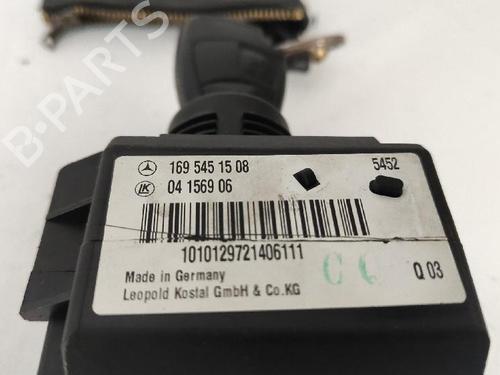 169 545 15 08
5452
LK 04 1569 06
1010129721406111
Made in Germany
Leopold Kostal GmbH & Co.KG
Q 03
B-PARTS